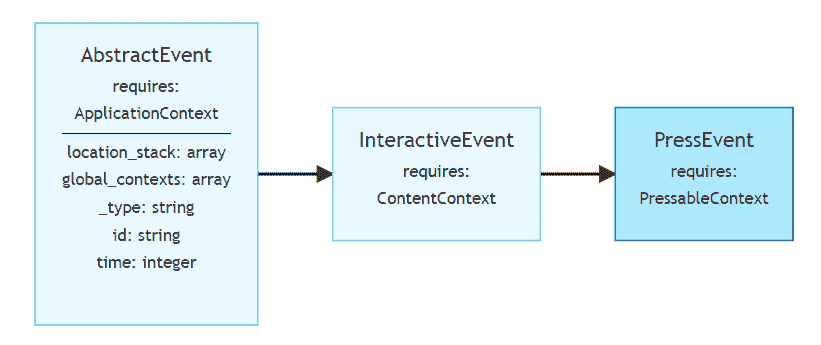 AbstractEvent
requires:
ApplicationContext
location_stack: array
global_contexts: array
_type: string
id: string
time: integer
InteractiveEvent
requires:
ContentContext
PressEvent
requires:
PressableContext